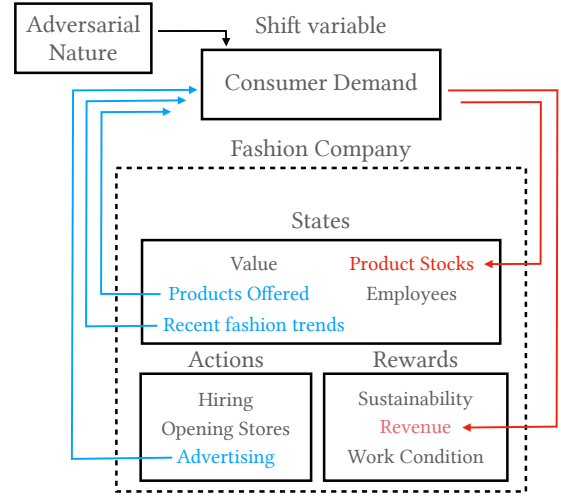 Adversarial
Nature
Shift variable
Consumer Demand
Fashion Company
States
Value
Product Stocks
Products Offered
Employees
Recent fashion trends
Actions
Rewards
Hiring
Opening Stores
Advertising
Sustainability
Revenue
Work Condition